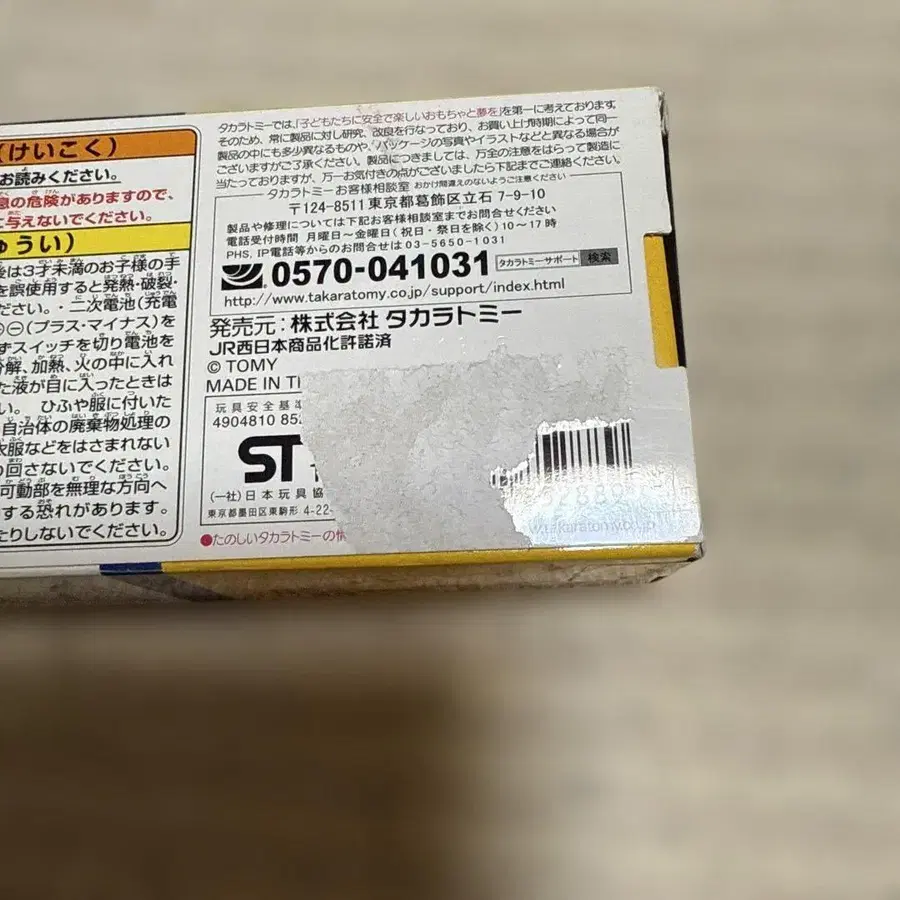 (けいこく)
お読みください。
の危険がありますので、
与えないでください。
うい)
は3才未満のお子様の手
を誤使用すると発熱・破裂・
ださい。・二次電池(充電
⊖(プラス・マイナス)を
ずスイッチを切り電池を
分解、加熱、火の中に入れ
た液が目に入ったときは
い。 ひふや服に付いた
自治体の廃棄物処理の
衣服などをはさまれない
回さないでください。
可動部を無理な方向へ
する恐れがあります。
たりしないでください。
タカラトミーでは、「子どもたちに安全で楽しいおもちゃと夢を」を第一に考えております。
そのため、常に製品に対し研究、改良を行なっており、お買い上げ時期によって同一
製品の中にも多少異なるものや、パッケージの写真やイラストなどと異なる場合が
ございますがご了承ください。製品につきましては、万全の注意をはらって製造に
当たっておりますが、万一お気付きの点がございましたら下記までご連絡ください。
タカラトミーお客様相談室 おかけ間違えのないようご注意ください
〒124-8511 東京都葛飾区立石 7-9-10
製品や修理については下記お客様相談室までお問合せください
電話受付時間 月曜日〜金曜日(祝日・祭日を除く)10〜17時
PHS, IP電話等からのお問合せは 03-5650-1031
0570-041031 タカラトミーサポート 検索
http://www.takaratomy.co.jp/support/index.html
発売元:株式会社 タカラトミー
JR西日本商品化許諾済
© TOMY
MADE IN
玩具安全基
4904810 85
ST
(一社)日本玩具協
東京都墨田区東駒形 4-22-
●たのしいタカラトミーの
takaratomy.co.jp